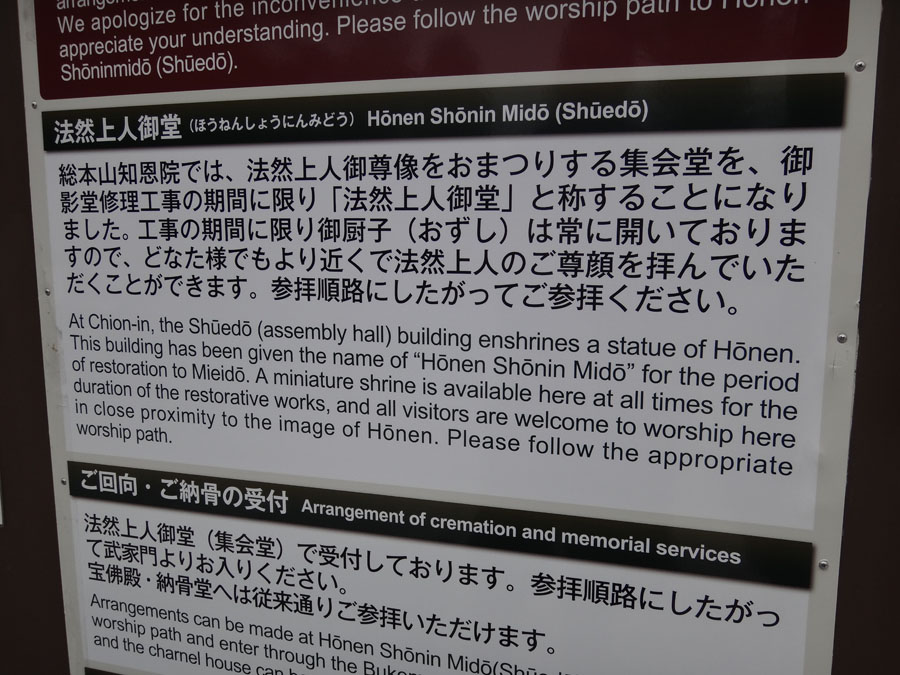 We apologize for the inconvenience
appreciate your understanding. Please follow the worship path to Hōnen
Shōninmidō (Shūedō).
法然上人御堂（ほうねんしょうにんみどう） Hōnen Shōnin Midō (Shūedō)
総本山知恩院では、法然上人御尊像をおまつりする集会堂を、御
影堂修理工事の期間に限り「法然上人御堂」と称することになり
ました。工事の期間に限り御厨子（おずし）は常に開いておりま
すので、どなた様でもより近くで法然上人のご尊顔を拝んでいた
だくことができます。参拝順路にしたがってご参拝ください。
At Chion-in, the Shūedō (assembly hall) building enshrines a statue of Hōnen.
This building has been given the name of “Hōnen Shōnin Midō” for the period
of restoration to Mieidō. A miniature shrine is available here at all times for the
duration of the restorative works, and all visitors are welcome to worship here
in close proximity to the image of Hōnen. Please follow the appropriate
worship path.
ご回向・ご納骨の受付 Arrangement of cremation and memorial services
法然上人御堂（集会堂）で受付しております。参拝順路にしたがっ
て武家門よりお入りください。
宝佛殿・納骨堂へは従来通りご参拝いただけます。
Arrangements can be made at Hōnen Shōnin Midō(Shūe
worship path and enter through the Buke
and the charnel house can